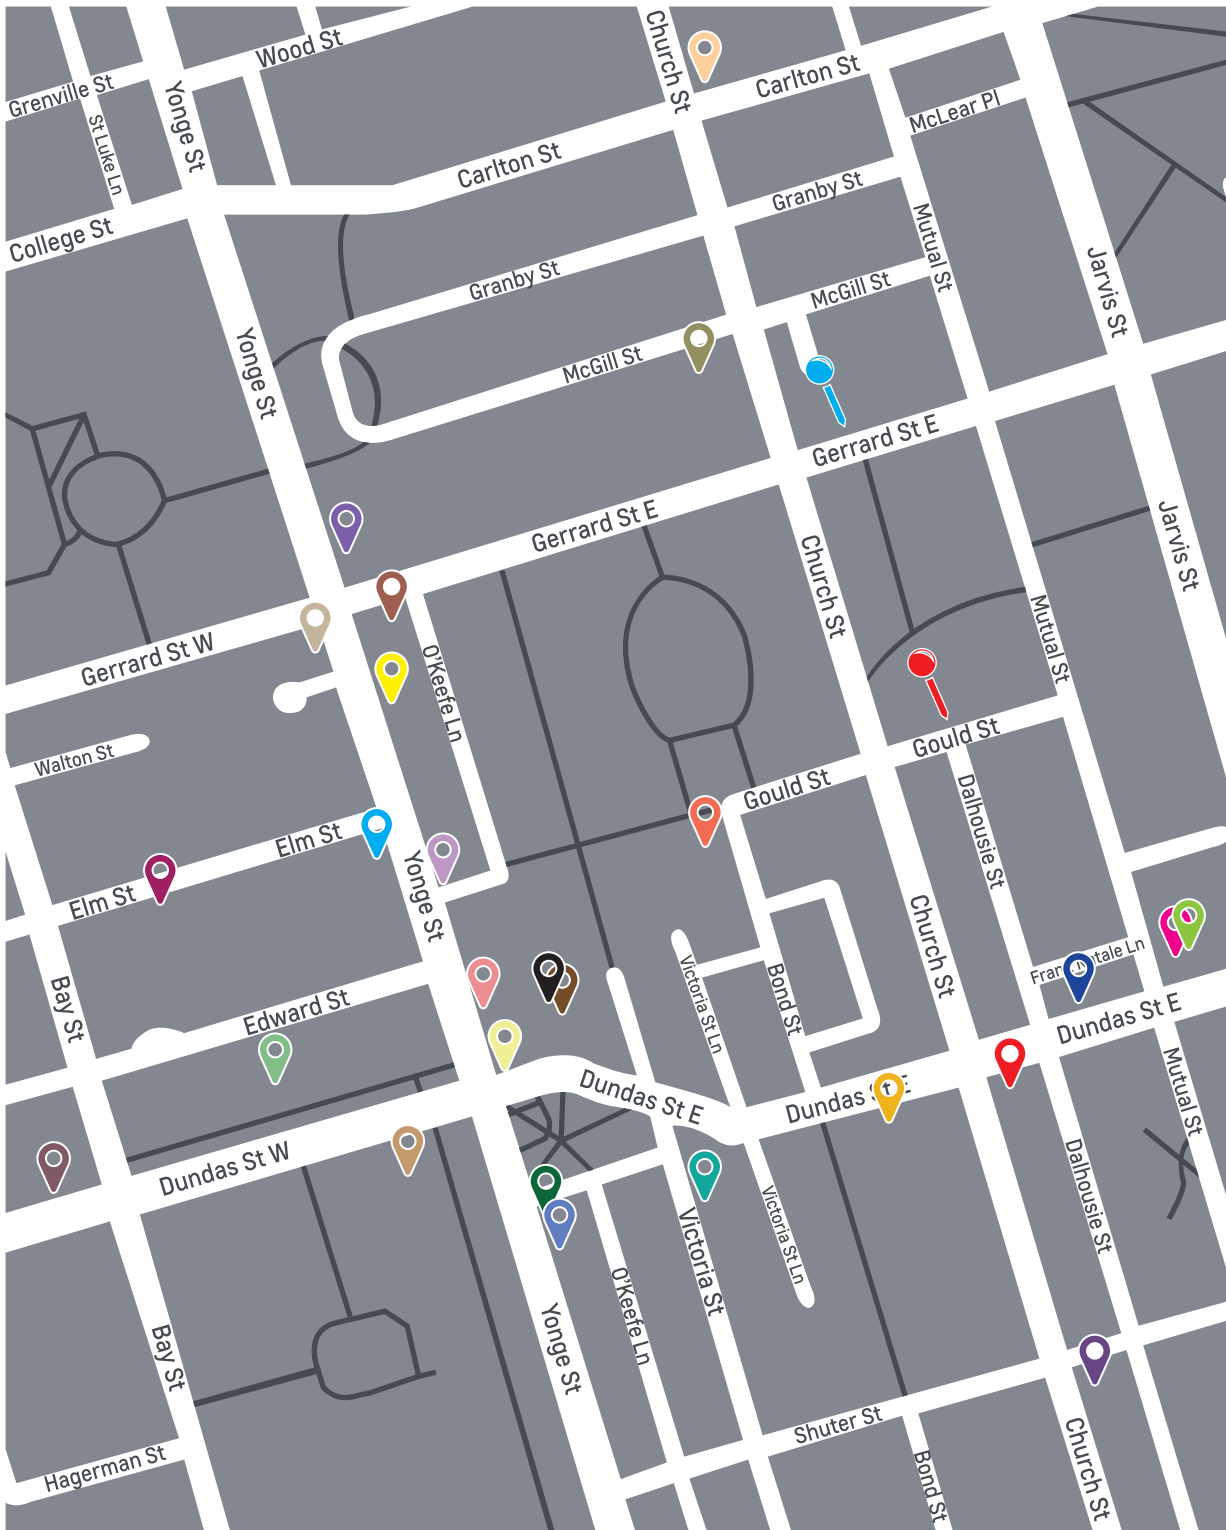 Church St
Wood St
Carlton St
Grenville St
Yonge St
McLear Pl
St Luke Ln
Carlton St
Granby St
College St
Mutual St
Granby St
McGill St
Jarvis St
Yonge St
McGill St
Gerrard St E
Gerrard St E
Jarvis St
Church St
Gerrard St W
O'Keefe Ln
Mutual St
Walton St
Gould St
Gould St
Elm St
Dalhousie St
Elm St
Yonge St
Church St
Victoria St Ln
Bond St
Bay St
Edward St
Dundas St E
Dundas St E
Dundas St E
Mutual St
Dundas St W
Dalhousie St
Victoria St Ln
Victoria St
O'Keefe Ln
Yonge St
Bay St
Shuter St
Hagerman St
Church St
Bond St